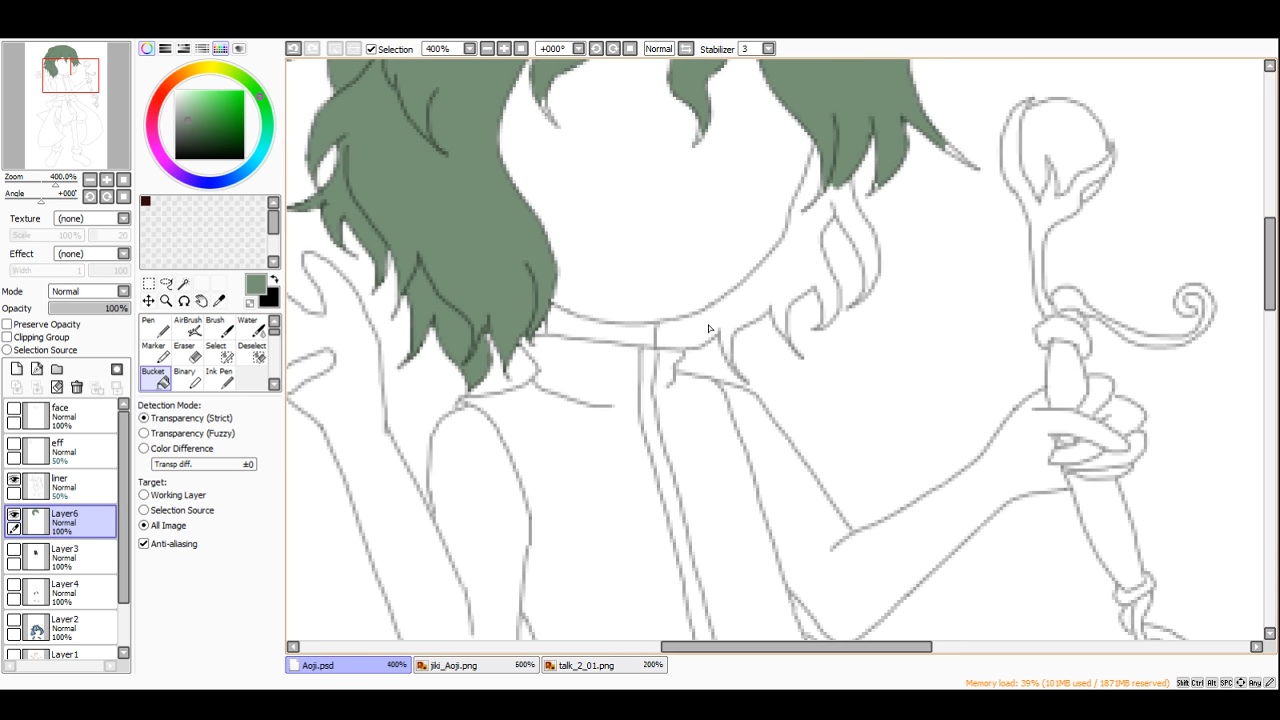 Selection 400% +000° Normal Stabilizer 3
Zoom 400.0%
Angle +000°
Texture (none)
Scale 100% 20
Effect (none)
Width 1 100
Mode Normal
Opacity 100%
Preserve Opacity
Clipping Group
Selection Source
face
Normal
100%
eff
Normal
50%
liner
Normal
50%
Layer6
Normal
100%
Layer3
Normal
100%
Layer4
Normal
100%
Layer2
Normal
100%
Layer1
Normal
Pen AirBrush Brush Water
Marker Eraser Select Deselect
Bucket Binary Ink Pen
Detection Mode:
Transparency (Strict)
Transparency (Fuzzy)
Color Difference
Transp diff. ±0
Target:
Working Layer
Selection Source
All Image
Anti-aliasing
Aoji.psd 400% jiki_Aoji.png 600% talk_2_01.png 200%
Memory load: 39% (101MB used / 1871MB reserved) Shift Ctrl Alt SPC Any